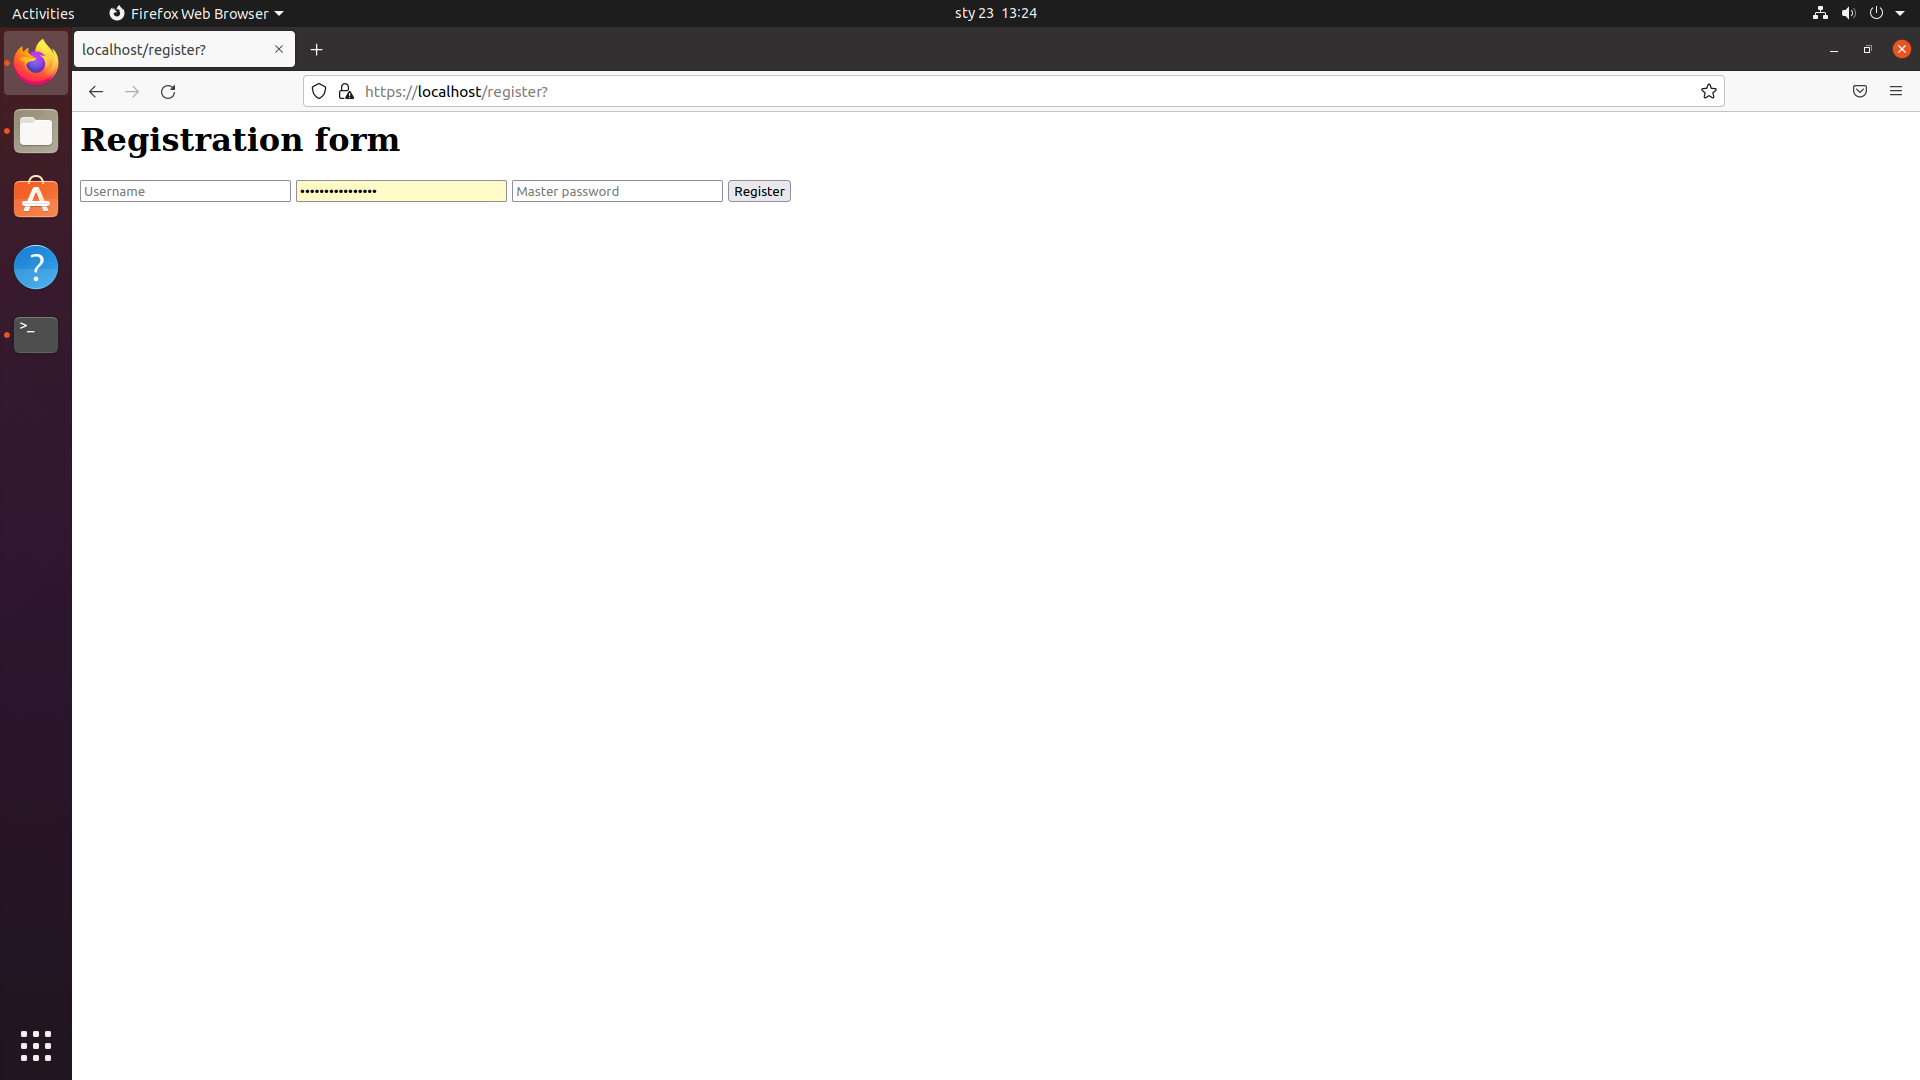 Activities
Firefox Web Browser
sty 23 13:24
localhost/register?
https://localhost/register?
Registration form
Username
••••••••••••••••
Master password
Register